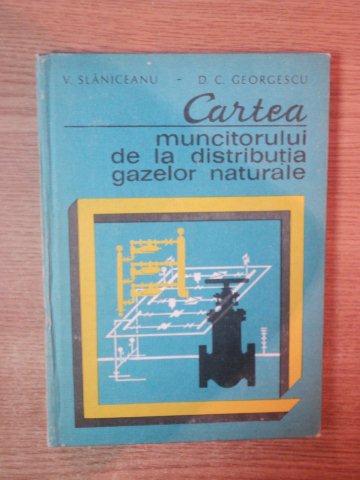 V. SLĂNICEANU - D. C. GEORGESCU
Cartea
muncitorului
de la distribuția
gazelor naturale